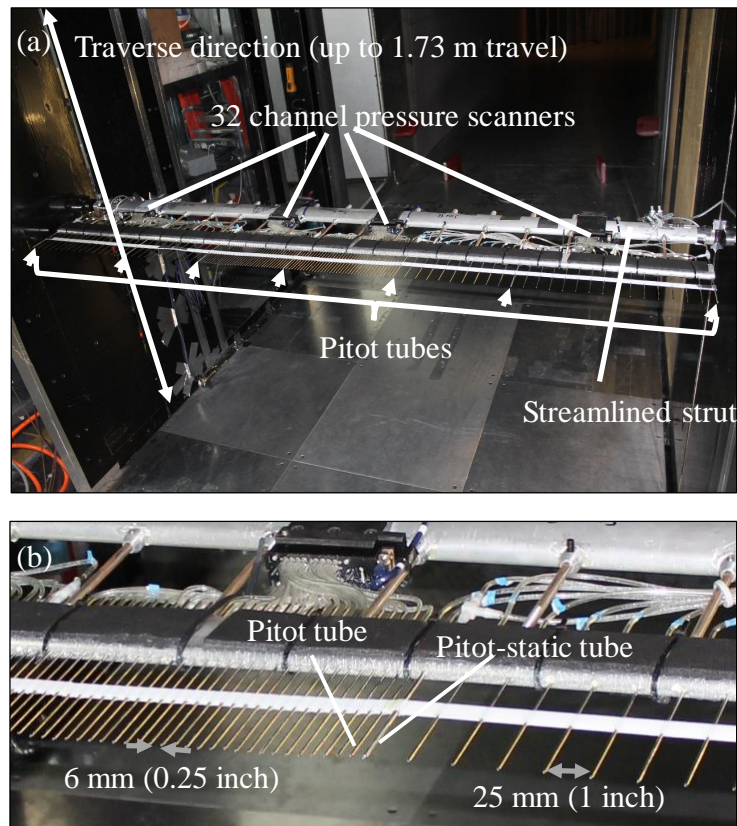 (a)
Traverse direction (up to 1.73 m travel)
32 channel pressure scanners
Pitot tubes
Streamlined strut
(b)
Pitot tube
Pitot-static tube
6 mm (0.25 inch)
25 mm (1 inch)